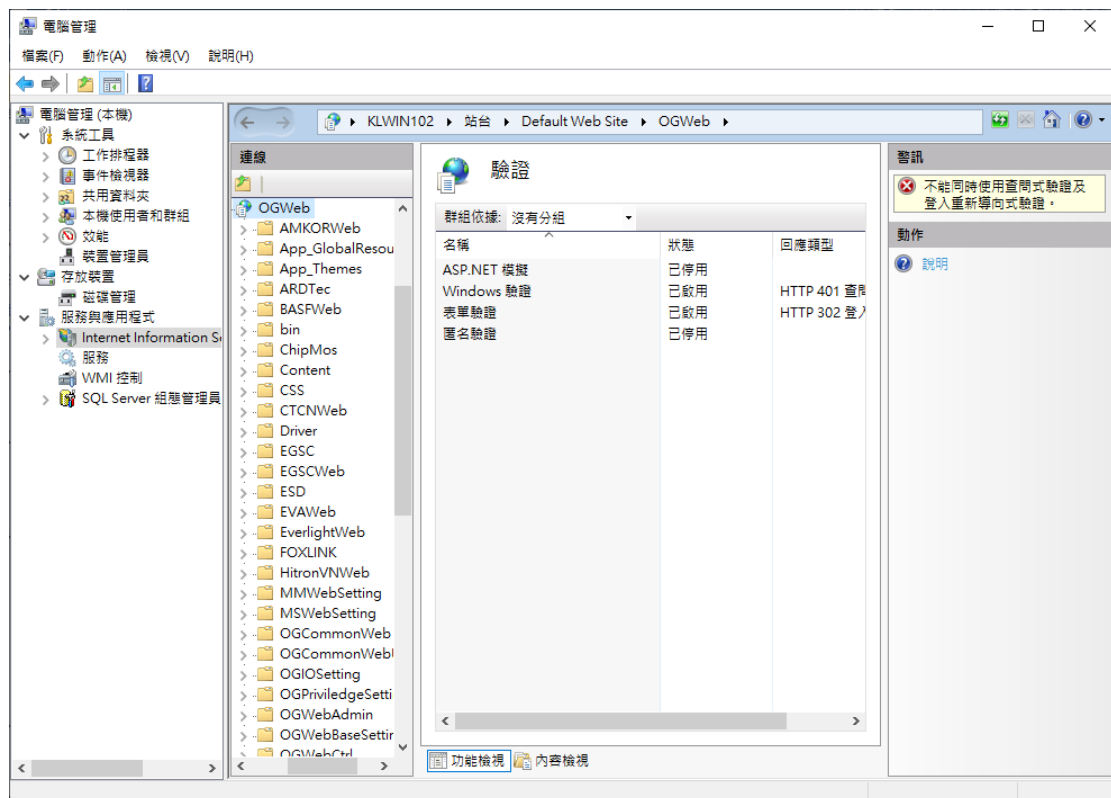 電腦管理
檔案(F) 動作(A) 檢視(V) 說明(H)
電腦管理 (本機)
系統工具
工作排程器
事件檢視器
共用資料夾
本機使用者和群組
效能
裝置管理員
存放裝置
磁碟管理
服務與應用程式
Internet Information S
服務
WMI 控制
SQL Server 組態管理員
KLWIN102 站台 Default Web Site OGWeb
連線
OGWeb
AMKORWeb
App_GlobalResou
App_Themes
ARDTec
BASFWeb
bin
ChipMos
Content
CSS
CTCNWeb
Driver
EGSC
EGSCWeb
ESD
EVAWeb
EverlightWeb
FOXLINK
HitronVNWeb
MMWebSetting
MSWebSetting
OGCommonWeb
OGCommonWeb
OGIOSetting
OGPriviledgeSetti
OGWebAdmin
OGWebBaseSettin
OGWebCtrl
驗證
群組依據: 沒有分組
名稱 狀態 回應類型
ASP.NET 模擬 已停用
Windows 驗證 已啟用 HTTP 401 查問
表單驗證 已啟用 HTTP 302 登入
匿名驗證 已停用
功能檢視 內容檢視
警訊
不能同時使用查問式驗證及
登入重新導向式驗證。
動作
說明